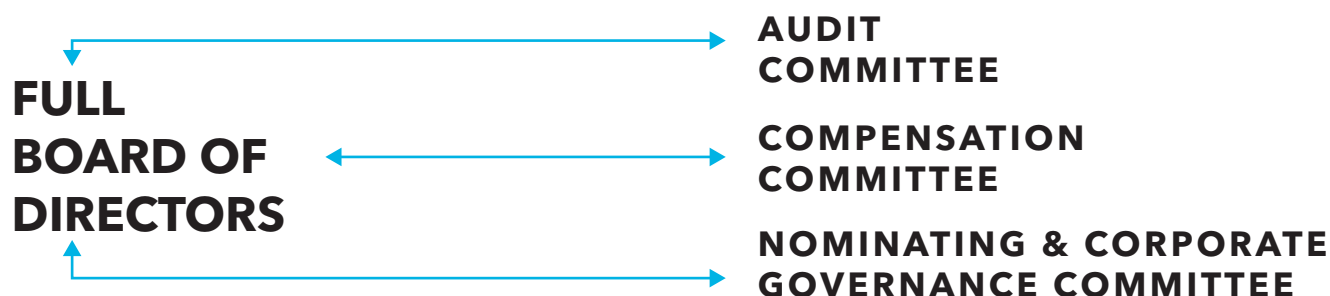 FULL
BOARD OF
DIRECTORS
AUDIT
COMMITTEE
COMPENSATION
COMMITTEE
NOMINATING & CORPORATE
GOVERNANCE COMMITTEE